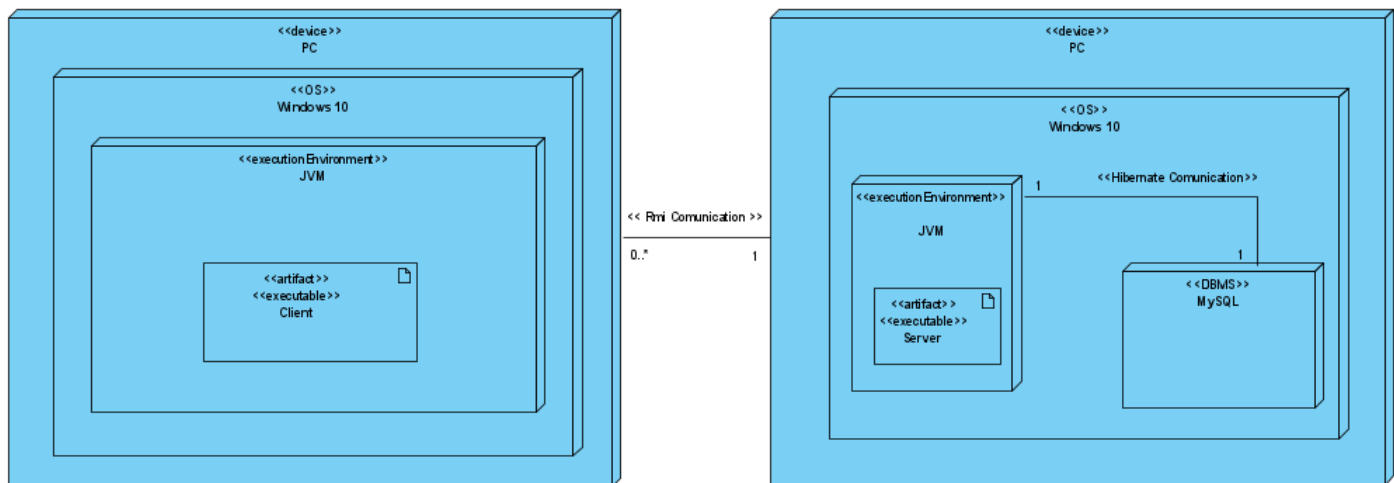 <<device>>
PC
<<OS>>
Windows 10
<<executionEnvironment>>
JVM
<<artifact>>
<<executable>>
Client
<< Rmi Comunication >>
0..*
1
<<device>>
PC
<<OS>>
Windows 10
<<executionEnvironment>>
JVM
<<artifact>>
<<executable>>
Server
1
<<Hibernate Comunication>>
1
<<DBMS>>
MySQL